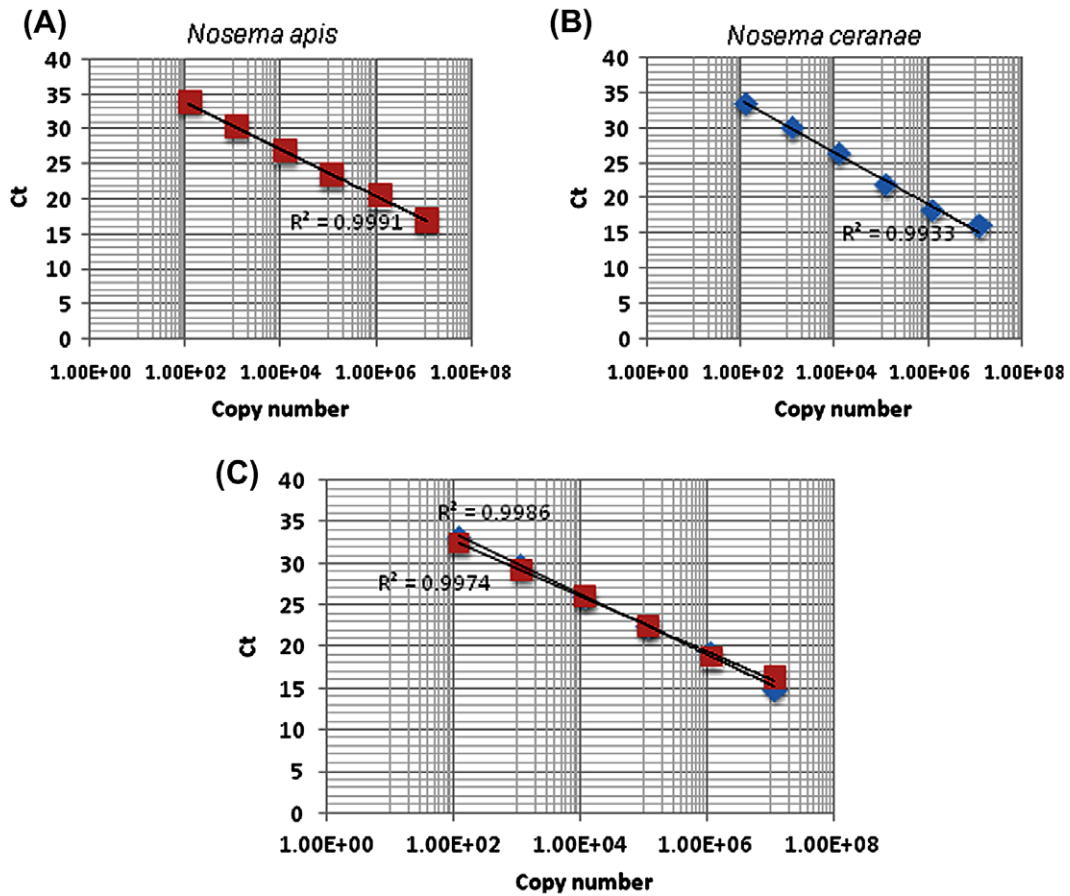 (A)
Nosema apis
40
35
30
25
20
15
10
5
0
Ct
R² = 0.9991
1.00E+00 1.00E+02 1.00E+04 1.00E+06 1.00E+08
Copy number
(B)
Nosema ceranae
40
35
30
25
20
15
10
5
0
Ct
R² = 0.9933
1.00E+00 1.00E+02 1.00E+04 1.00E+06 1.00E+08
Copy number
(C)
40
35
30
25
20
15
10
5
0
Ct
R² = 0.9986
R² = 0.9974
1.00E+00 1.00E+02 1.00E+04 1.00E+06 1.00E+08
Copy number